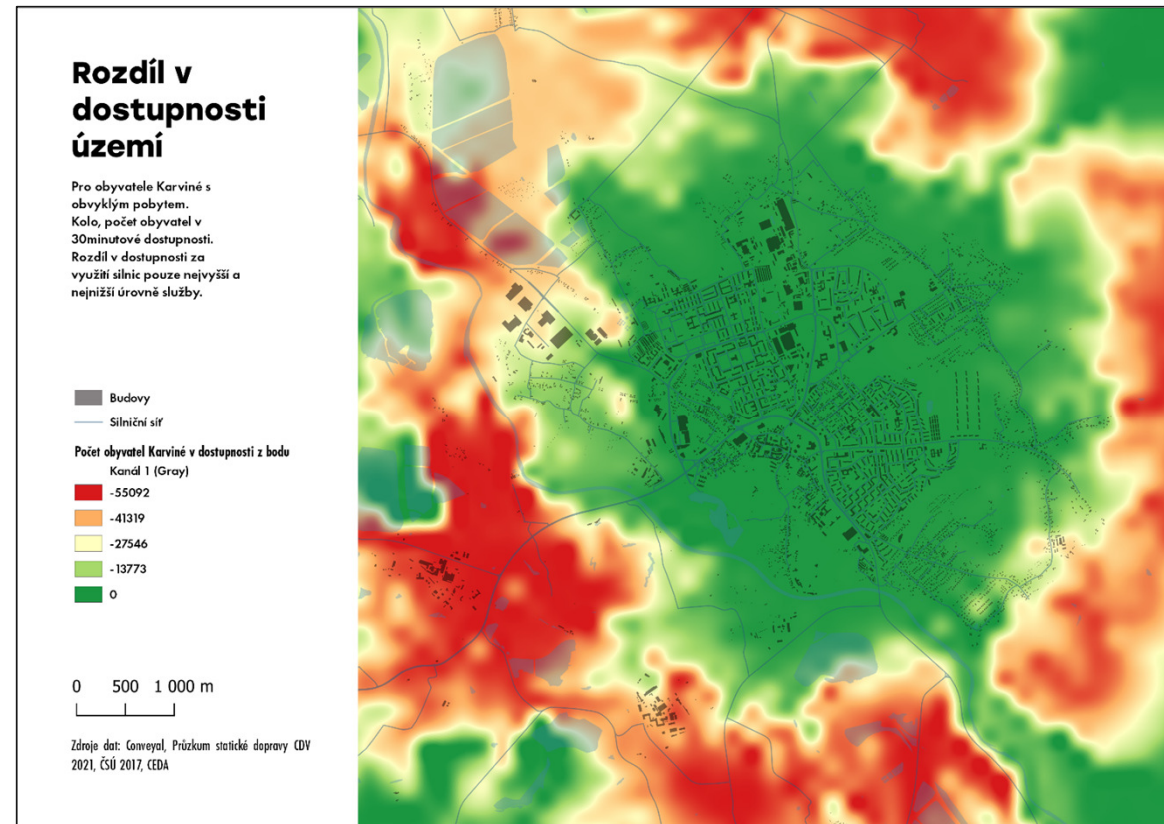 Rozdíl v
dostupnosti
území
Pro obyvatele Karviné s
obvyklým pobytem.
Kolo, počet obyvatel v
30minutové dostupnosti.
Rozdíl v dostupnosti za
využití silnic pouze nejvyšší a
nejnižší úrovně služby.
Budovy
Silniční síť
Počet obyvatel Karviné v dostupnosti z bodu
Kanál 1 (Gray)
-55092
-41319
-27546
-13773
0
0 500 1 000 m
Zdroje dat: Conveyal, Průzkum statické dopravy CDV
2021, ČSÚ 2017, CEDA